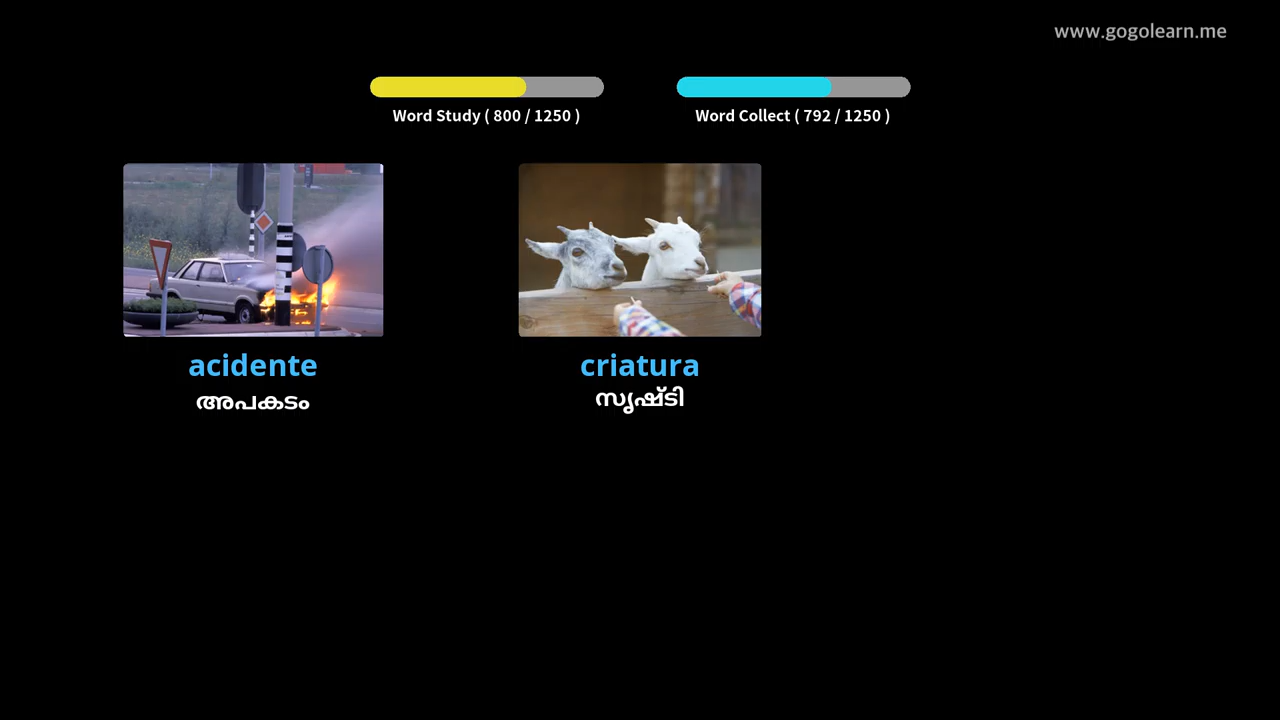 www.gogolearn.me
Word Study ( 800 / 1250 )
Word Collect ( 792 / 1250 )
acidente
അപകടം
criatura
സൃഷ്ടി